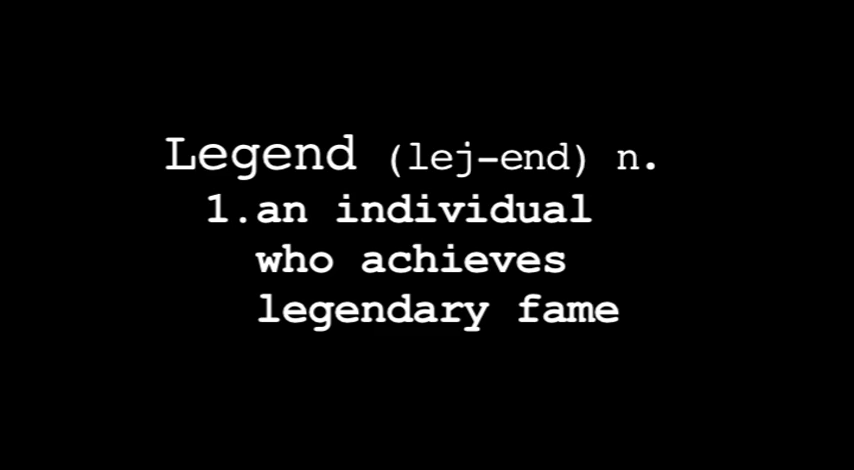 Legend (lej-end) n.
1.an individual
who achieves
legendary fame